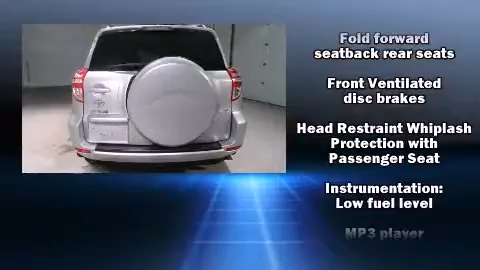 Fold forward
seatback rear seats
Front Ventilated
disc brakes
Head Restraint Whiplash
Protection with
Passenger Seat
Instrumentation:
Low fuel level
MP3 player